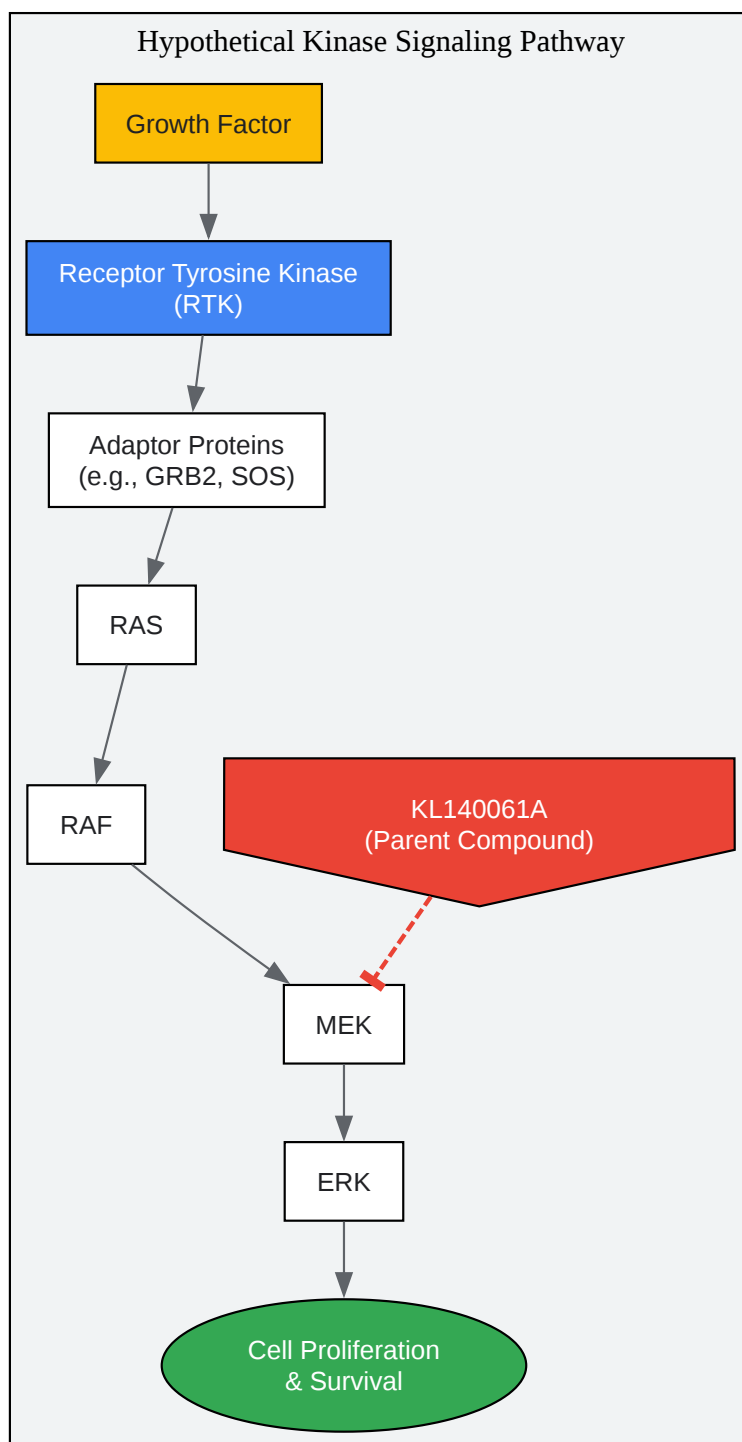 Hypothetical Kinase Signaling Pathway
Growth Factor
Receptor Tyrosine Kinase
(RTK)
Adaptor Proteins
(e.g., GRB2, SOS)
RAS
RAF
KL140061A
(Parent Compound)
MEK
ERK
Cell Proliferation
& Survival